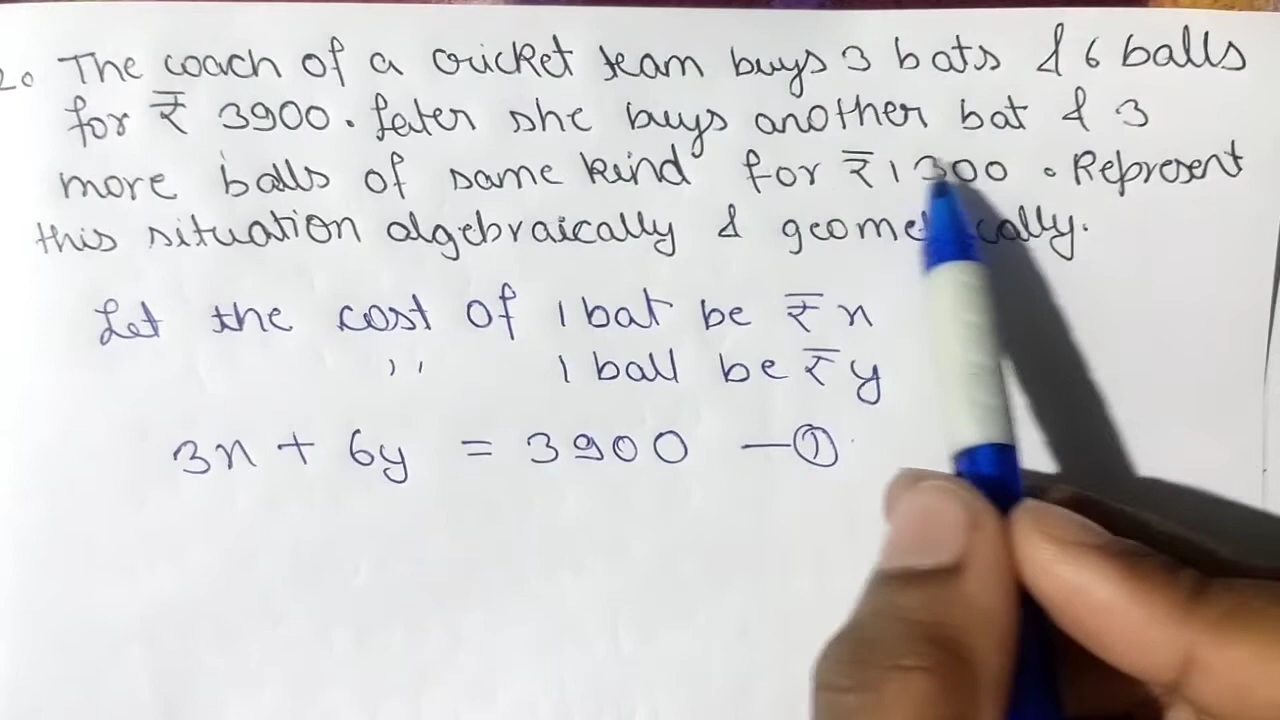 2. The coach of a cricket team buys 3 bats & 6 balls
for ₹ 3900. Later she buys another bat & 3
more balls of same kind for ₹1300. Represent
this situation algebraically & geome cally.
Let the cost of 1 bat be ₹ x
,, 1 ball be ₹ y
3x + 6y = 3900 —①